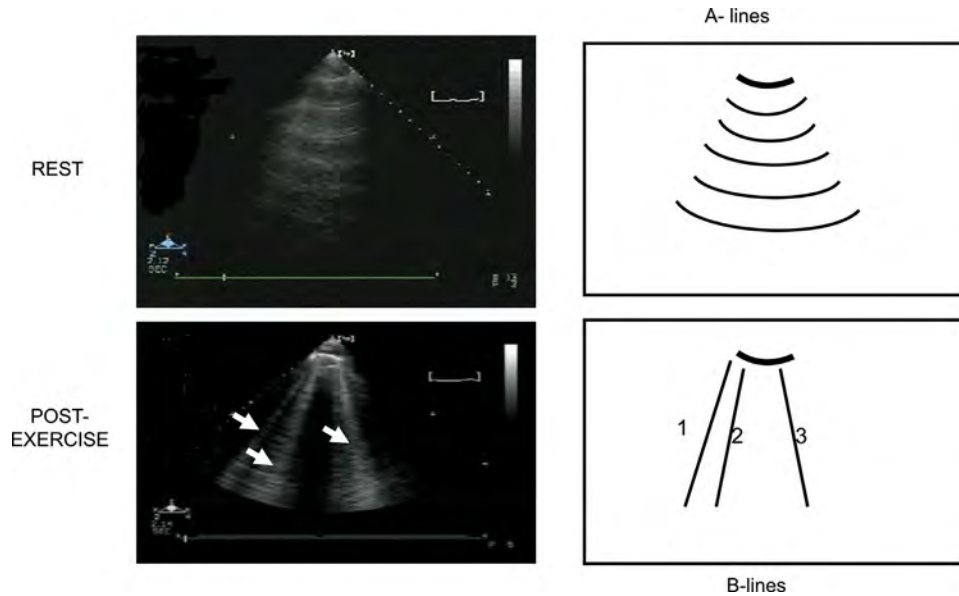 A- lines
REST
POST-
EXERCISE
1
2
3
B-lines